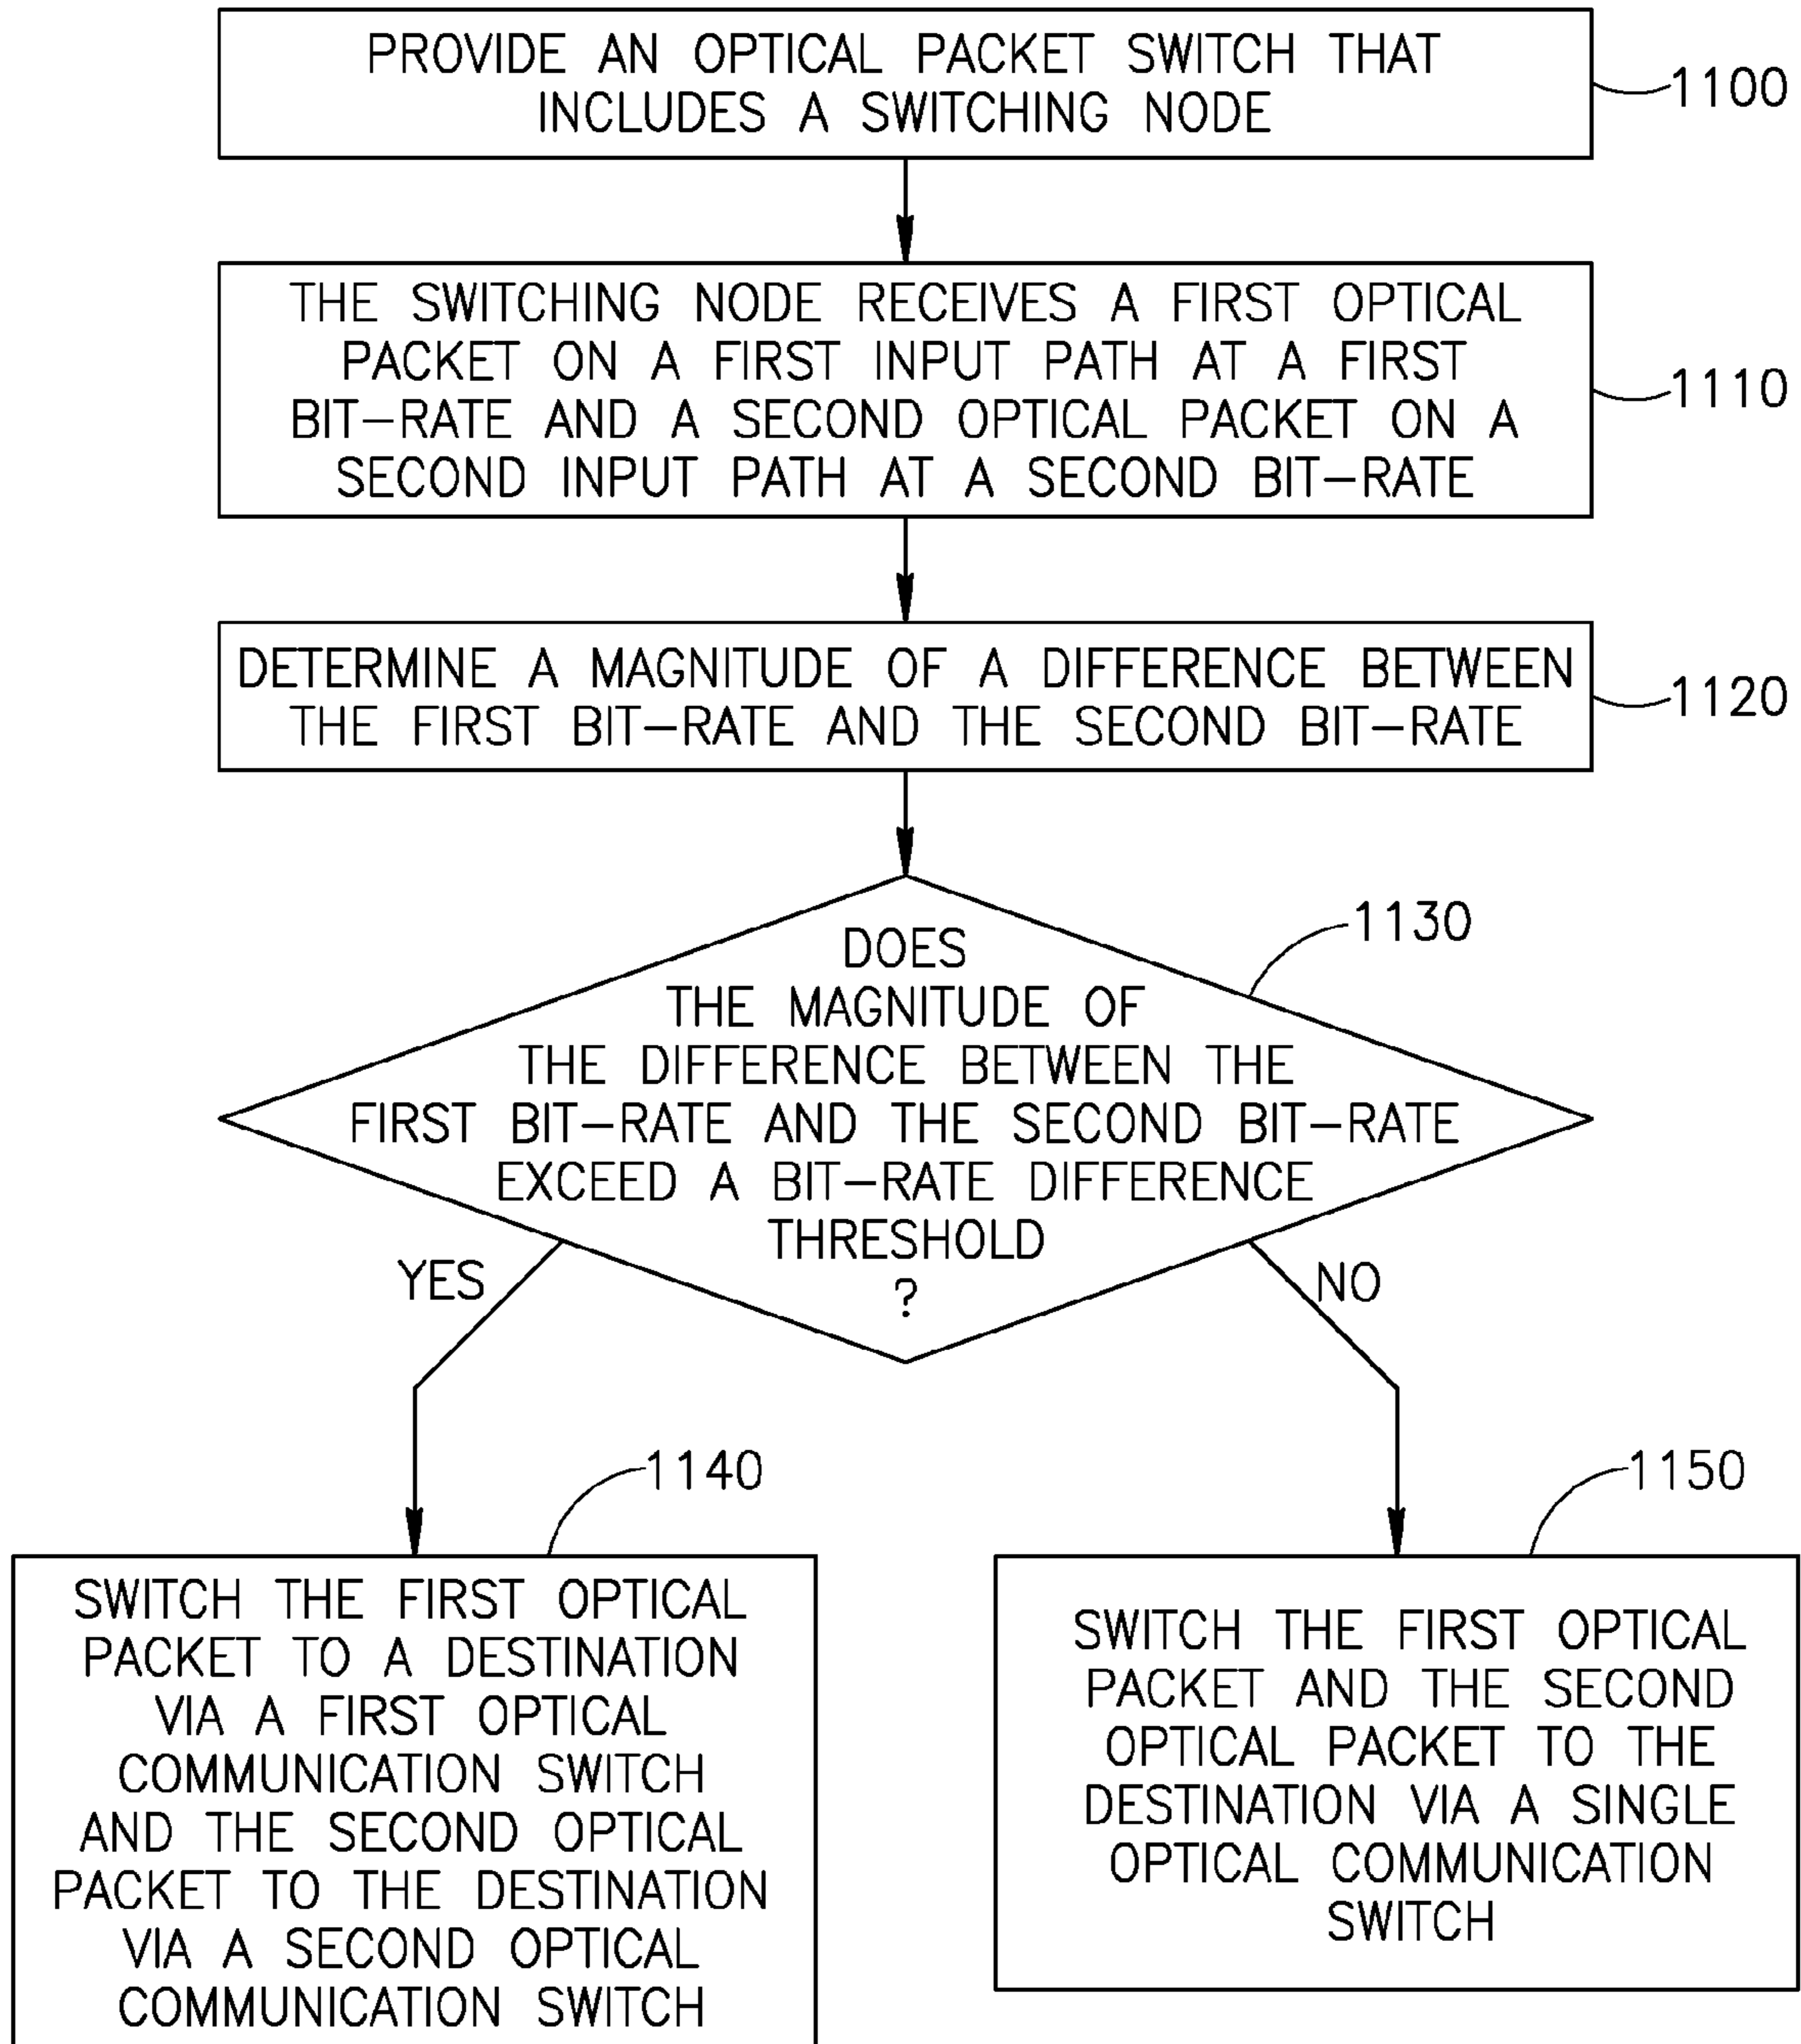 PROVIDE AN OPTICAL PACKET SWITCH THAT
INCLUDES A SWITCHING NODE
1100
THE SWITCHING NODE RECEIVES A FIRST OPTICAL
PACKET ON A FIRST INPUT PATH AT A FIRST
BIT-RATE AND A SECOND OPTICAL PACKET ON A
SECOND INPUT PATH AT A SECOND BIT-RATE
1110
DETERMINE A MAGNITUDE OF A DIFFERENCE BETWEEN
THE FIRST BIT-RATE AND THE SECOND BIT-RATE
1120
1130
DOES
THE MAGNITUDE OF
THE DIFFERENCE BETWEEN THE
FIRST BIT-RATE AND THE SECOND BIT-RATE
EXCEED A BIT-RATE DIFFERENCE
THRESHOLD
?
YES
NO
1140
SWITCH THE FIRST OPTICAL
PACKET TO A DESTINATION
VIA A FIRST OPTICAL
COMMUNICATION SWITCH
AND THE SECOND OPTICAL
PACKET TO THE DESTINATION
VIA A SECOND OPTICAL
COMMUNICATION SWITCH
1150
SWITCH THE FIRST OPTICAL
PACKET AND THE SECOND
OPTICAL PACKET TO THE
DESTINATION VIA A SINGLE
OPTICAL COMMUNICATION
SWITCH